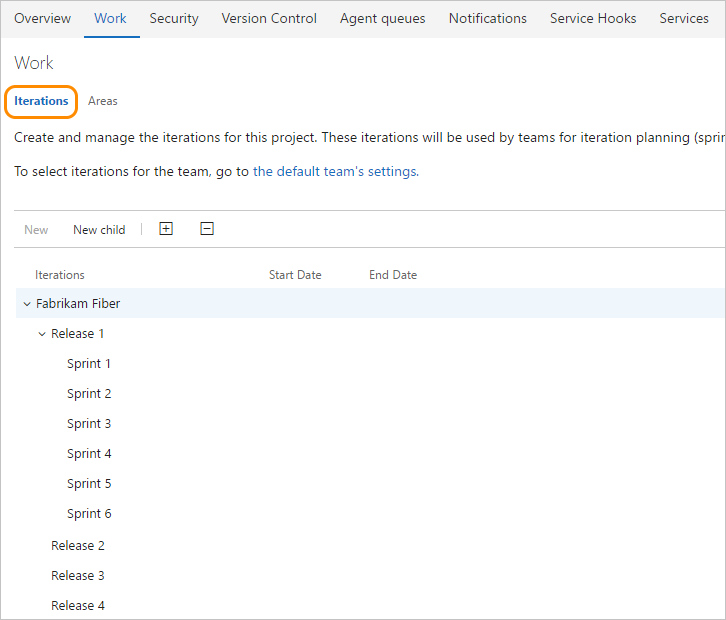 Overview Work Security Version Control Agent queues Notifications Service Hooks Services
Work
Iterations Areas
Create and manage the iterations for this project. These iterations will be used by teams for iteration planning (sprin
To select iterations for the team, go to the default team's settings.
New New child
Iterations Start Date End Date
Fabrikam Fiber
Release 1
Sprint 1
Sprint 2
Sprint 3
Sprint 4
Sprint 5
Sprint 6
Release 2
Release 3
Release 4